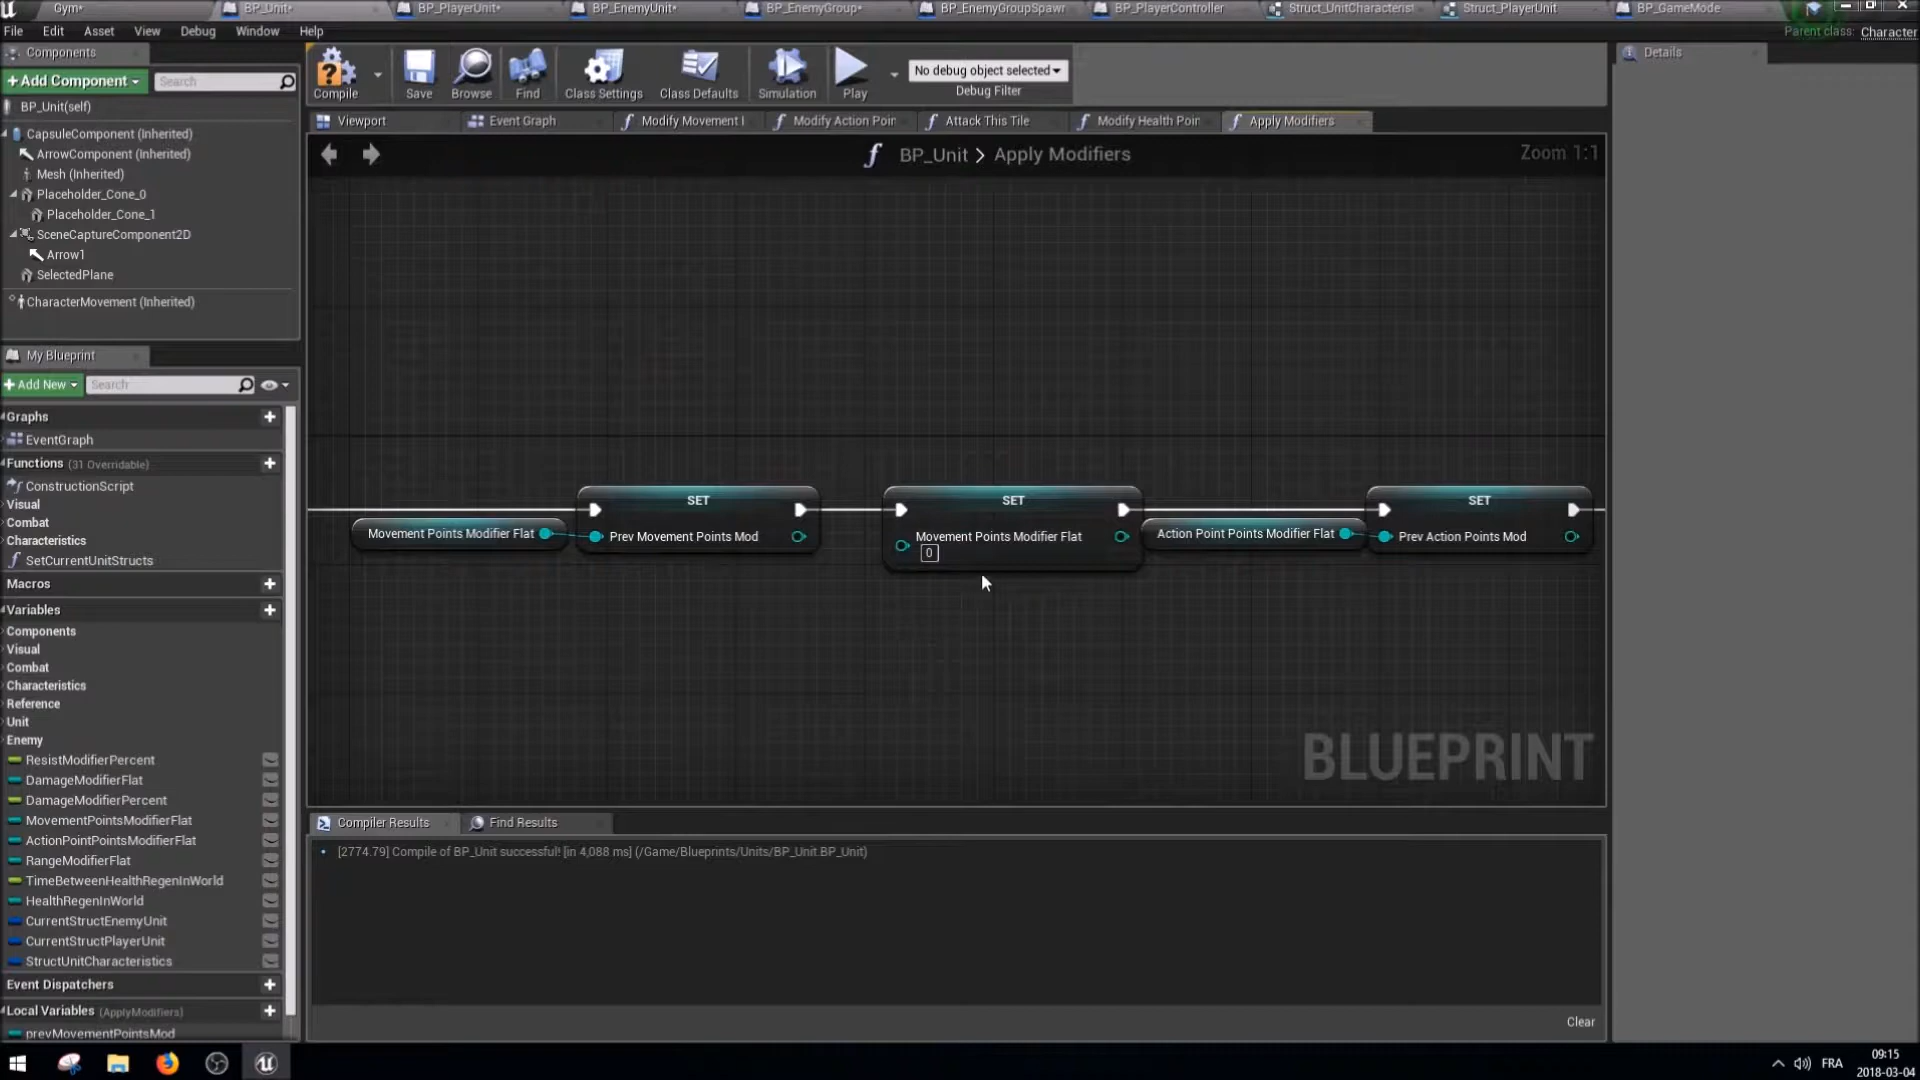 Gym*
BP_Unit*
BP_PlayerUnit*
BP_EnemyUnit*
BP_EnemyGroup*
BP_EnemyGroupSpawr
BP_PlayerController
Struct_UnitCharacterist
Struct_PlayerUnit
BP_GameMode
File Edit Asset View Window Debug Help
Parent class: Character
Components
+Add Component
Search
BP_Unit(self)
CapsuleComponent (Inherited)
ArrowComponent (Inherited)
Mesh (Inherited)
Placeholder_Cone_0
Placeholder_Cone_1
SceneCaptureComponent2D
Arrow1
SelectedPlane
CharacterMovement (Inherited)
Compile
Save
Browse
Find
Class Settings
Class Defaults
Simulation
Play
No debug object selected
Debug Filter
Details
Viewport
Event Graph
Modify Movement I
Modify Action Poin
Attack This Tile
Modify Health Poin
Apply Modifiers
BP_Unit > Apply Modifiers
Zoom 1:1
SET
Movement Points Modifier Flat
Prev Movement Points Mod
SET
Movement Points Modifier Flat
0
Action Point Points Modifier Flat
SET
Prev Action Points Mod
BLUEPRINT
My Blueprint
+Add New
Search
Graphs
EventGraph
Functions (31 Overridable)
ConstructionScript
Visual
Combat
Characteristics
SetCurrentUnitStructs
Macros
Variables
Components
Visual
Combat
Characteristics
Reference
Unit
Enemy
ResistModifierPercent
DamageModifierFlat
DamageModifierPercent
MovementPointsModifierFlat
ActionPointPointsModifierFlat
RangeModifierFlat
TimeBetweenHealthRegenInWorld
HealthRegenInWorld
CurrentStructEnemyUnit
CurrentStructPlayerUnit
StructUnitCharacteristics
Event Dispatchers
Local Variables (ApplyModifiers)
prevMovementPointsMod
Compiler Results
Find Results
[2774.79] Compile of BP_Unit successful! [in 4,088 ms] (/Game/Blueprints/Units/BP_Unit.BP_Unit)
Clear
FRA
09:15
2018-03-04